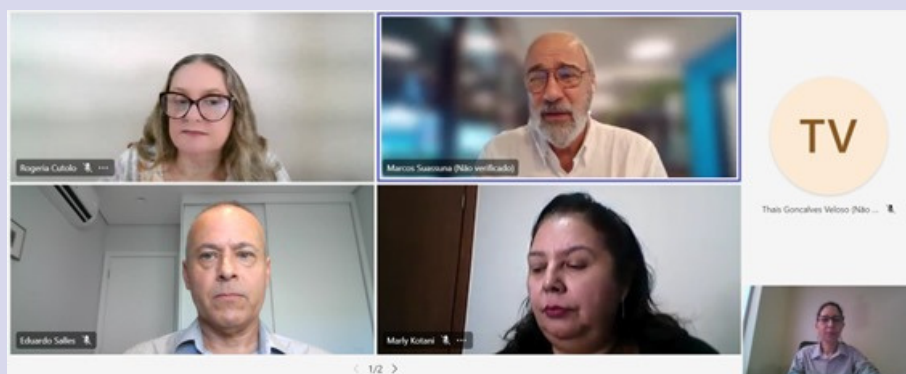 Rogeria Cutolo
Marcos Suassuna (Não verificado)
TV
Thais Goncalves Veloso (Não ...
Eduardo Salles
Marly Kotani
1/2